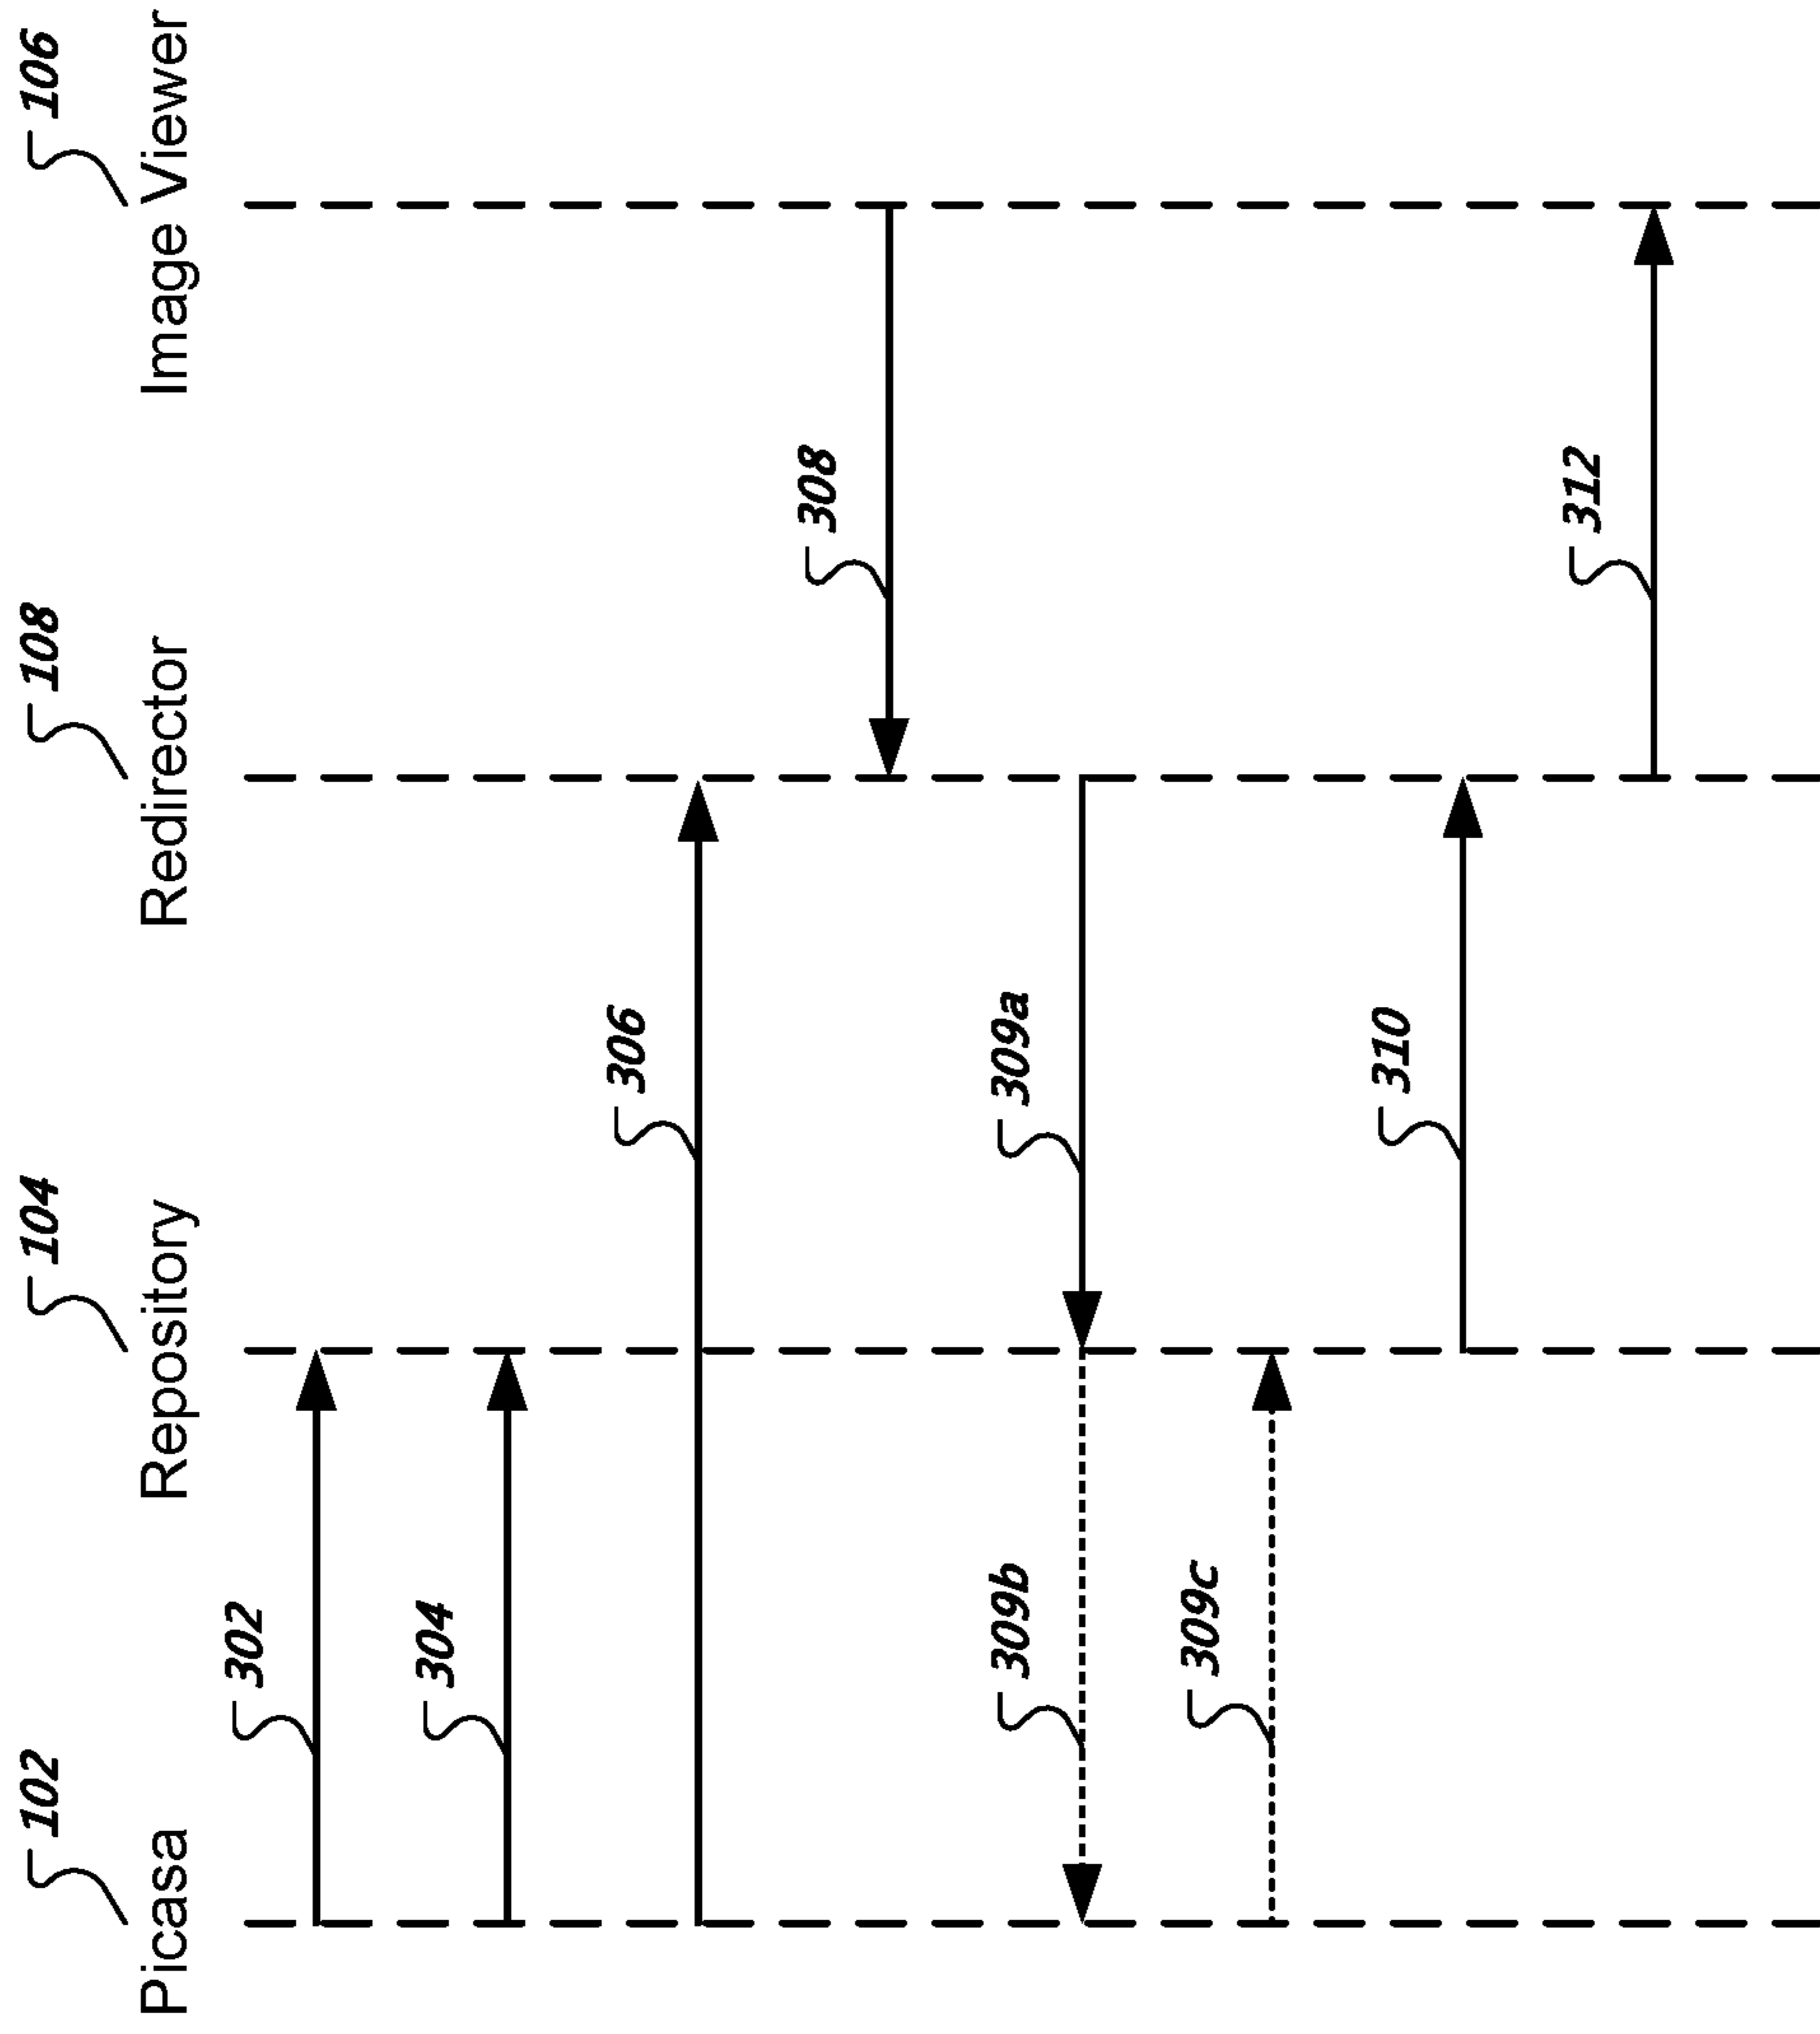 102
104
108
106
Picasa
Repository
Redirector
Image Viewer
302
304
306
308
309b
309a
309c
310
312